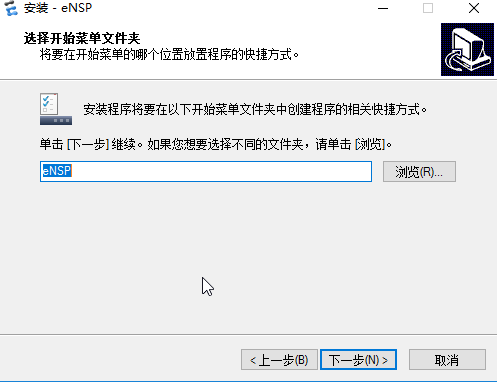 安装 - eNSP
选择开始菜单文件夹
将要在开始菜单的哪个位置放置程序的快捷方式。
安装程序将要在以下开始菜单文件夹中创建程序的相关快捷方式。
单击 [下一步] 继续。如果您想要选择不同的文件夹，请单击 [浏览]。
eNSP
浏览(R)...
< 上一步(B)
下一步(N) >
取消